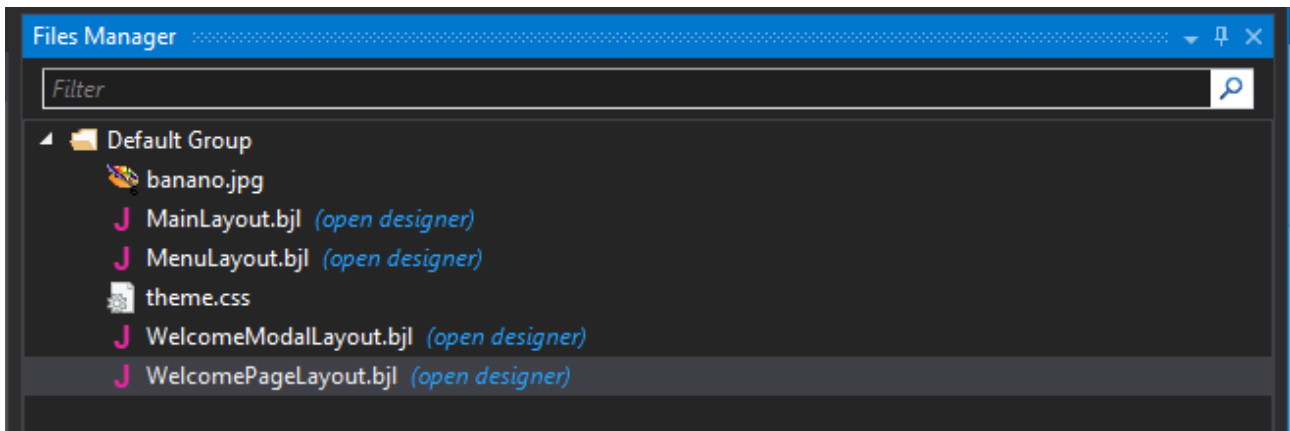 Files Manager
Filter
Default Group
banano.jpg
MainLayout.bjl (open designer)
MenuLayout.bjl (open designer)
theme.css
WelcomeModalLayout.bjl (open designer)
WelcomePageLayout.bjl (open designer)